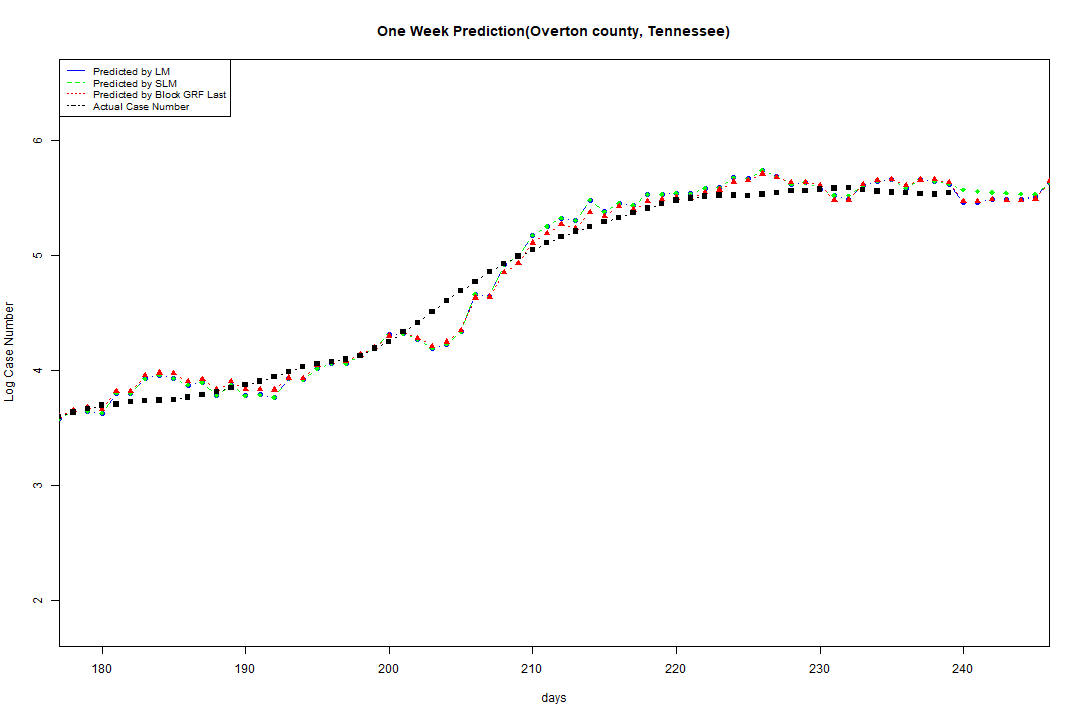 One Week Prediction(Overton county, Tennessee)
Predicted by LM
Predicted by SLM
Predicted by Block GRF Last
Actual Case Number
6
5
4
3
2
Log Case Number
180 190 200 210 220 230 240
days